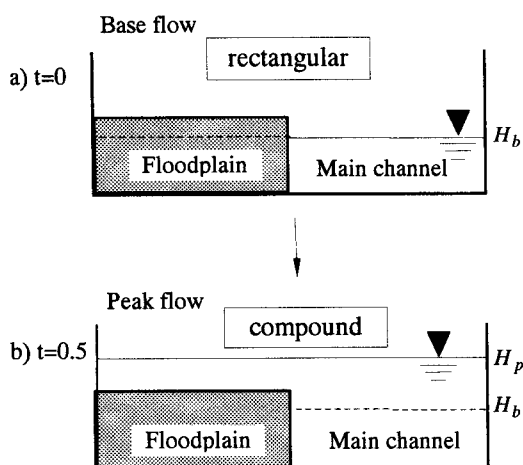 Base flow
rectangular
a) t=0
H_b
Floodplain
Main channel
Peak flow
compound
b) t=0.5
H_p
H_b
Floodplain
Main channel